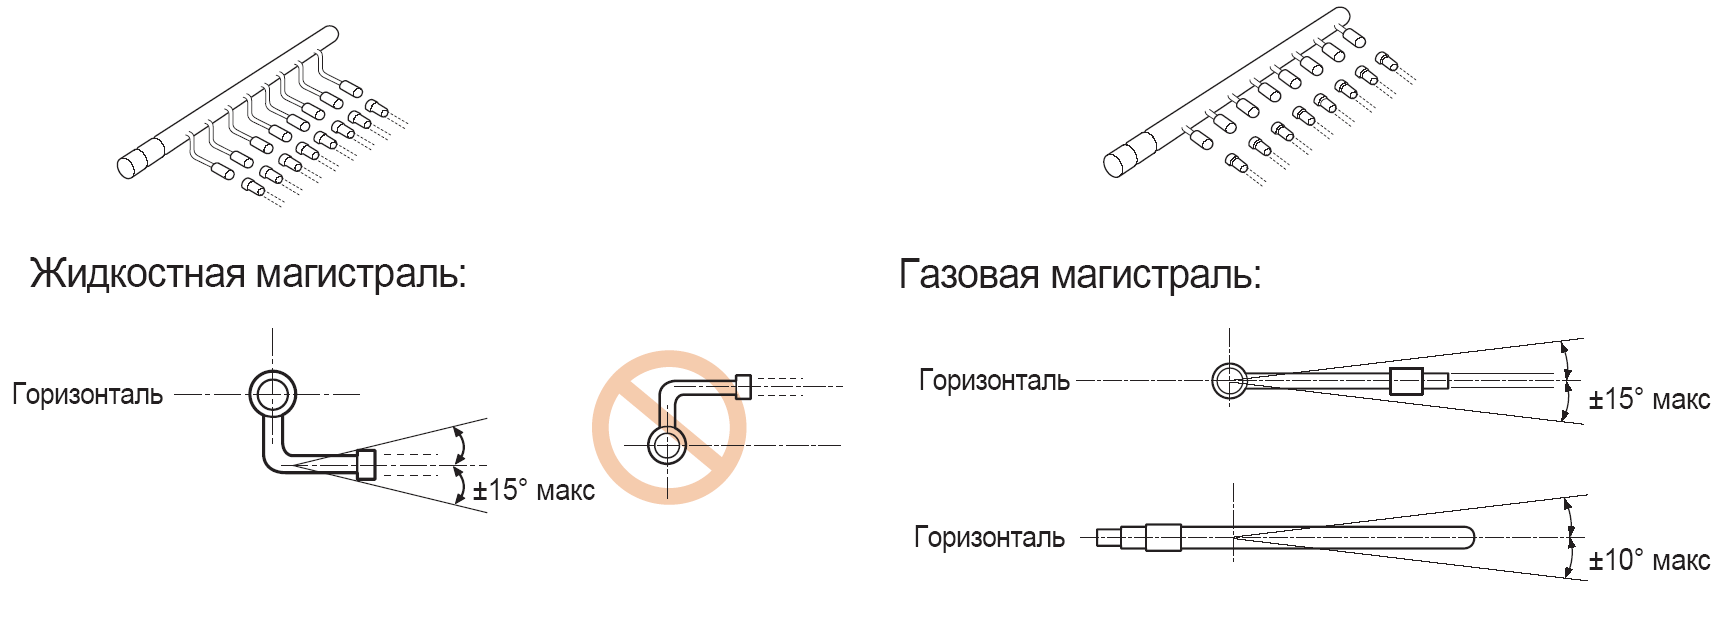 Жидкостная магистраль:
Газовая магистраль:
Горизонталь
±15° макс
Горизонталь
±15° макс
Горизонталь
±10° макс